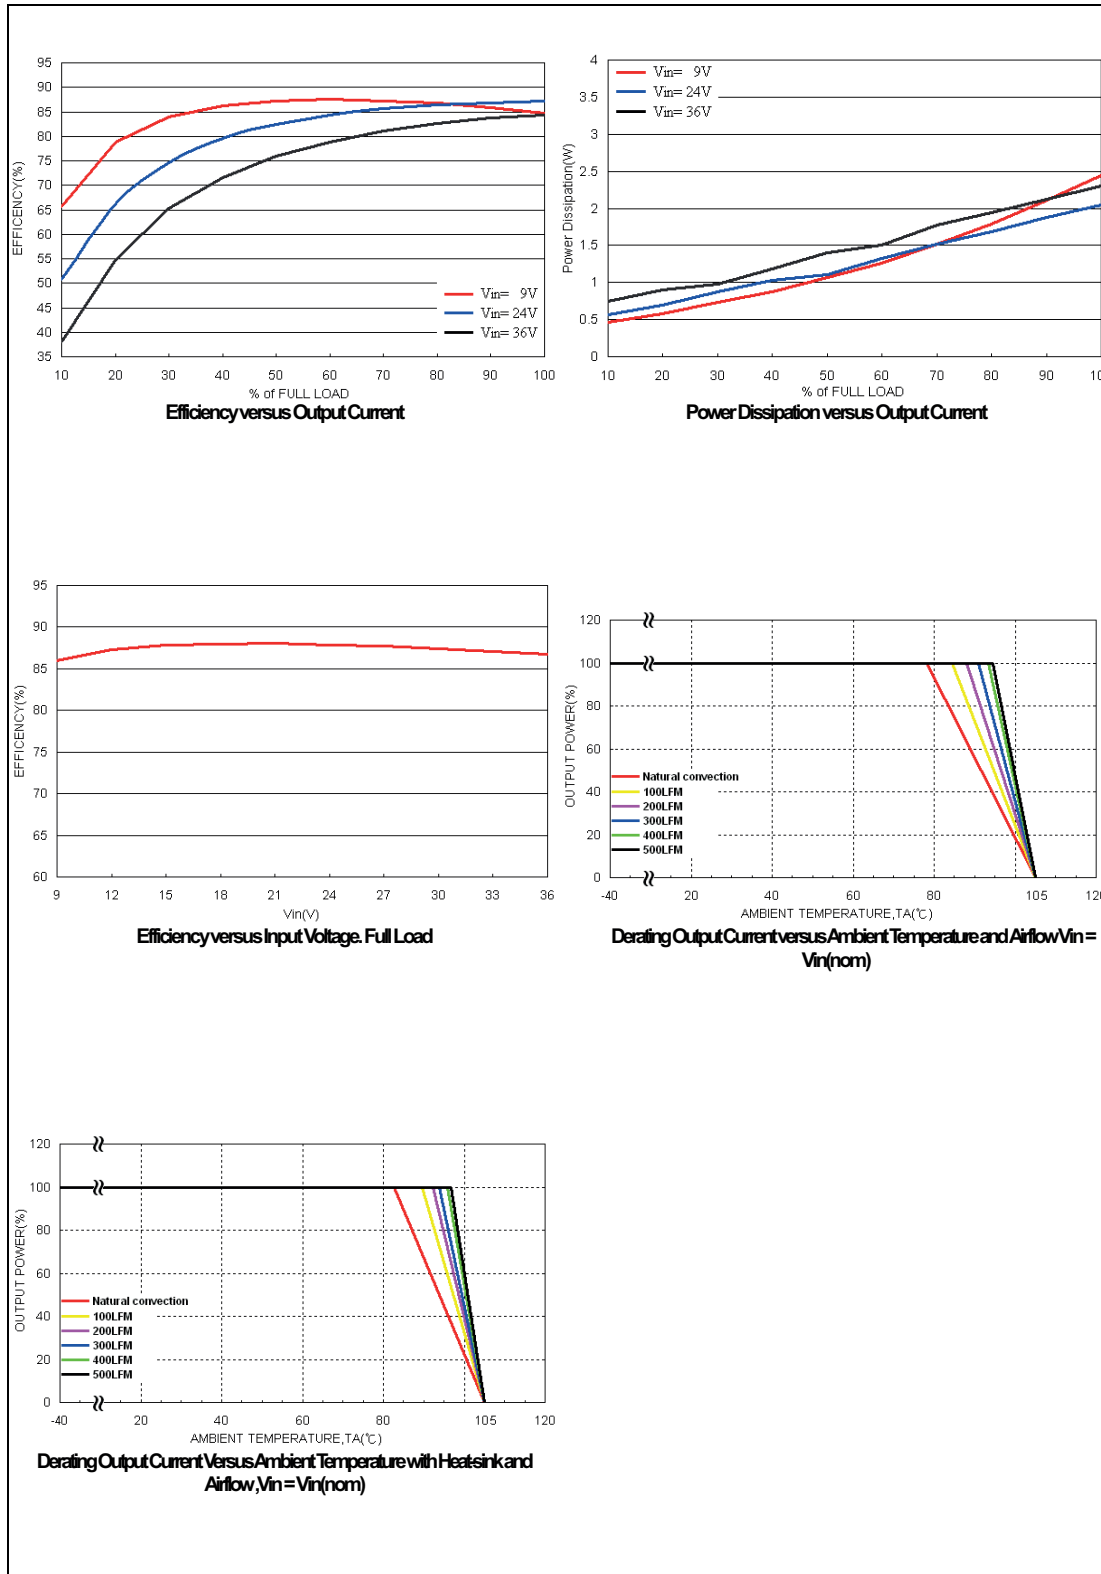 95
90
85
80
75
70
65
60
55
50
45
40
35
EFFICENCY(%)
Vin= 9V
Vin= 24V
Vin= 36V
10 20 30 40 50 60 70 80 90 100
% of FULL LOAD
Efficiency versus Output Current
4
3.5
3
2.5
2
1.5
1
0.5
0
Power Dissipation(W)
Vin= 9V
Vin= 24V
Vin= 36V
10 20 30 40 50 60 70 80 90 100
% of FULL LOAD
Power Dissipation versus Output Current
95
90
85
80
75
70
65
60
EFFICENCY(%)
9 12 15 18 21 24 27 30 33 36
Vin(V)
Efficiency versus Input Voltage. Full Load
120
100
80
60
40
20
0
OUTPUT POWER(%)
Natural convection
100LFM
200LFM
300LFM
400LFM
500LFM
-40 20 40 60 80 105 120
AMBIENT TEMPERATURE,TA(℃)
Derating Output Current versus Ambient Temperature and Airflow Vin =
Vin(nom)
120
100
80
60
40
20
0
OUTPUT POWER(%)
Natural convection
100LFM
200LFM
300LFM
400LFM
500LFM
-40 20 40 60 80 105 120
AMBIENT TEMPERATURE,TA(℃)
Derating Output Current Versus Ambient Temperature with Heat-sink and
Airflow ,Vin = Vin(nom)